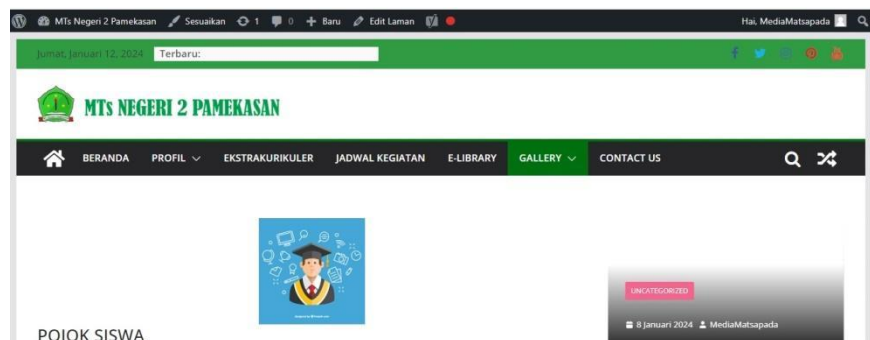 MTs Negeri 2 Pamekasan Sesuaikan 1 0 Baru Edit Laman Hai, MediaMatsapada
Jumat, Januari 12, 2024 Terbaru:
MTs NEGERI 2 PAMEKASAN
BERANDA PROFIL EKSTRAKURIKULER JADWAL KEGIATAN E-LIBRARY GALLERY CONTACT US
UNCATEGORIZED
8 Januari 2024 MediaMatsapada
POJOK SISWA